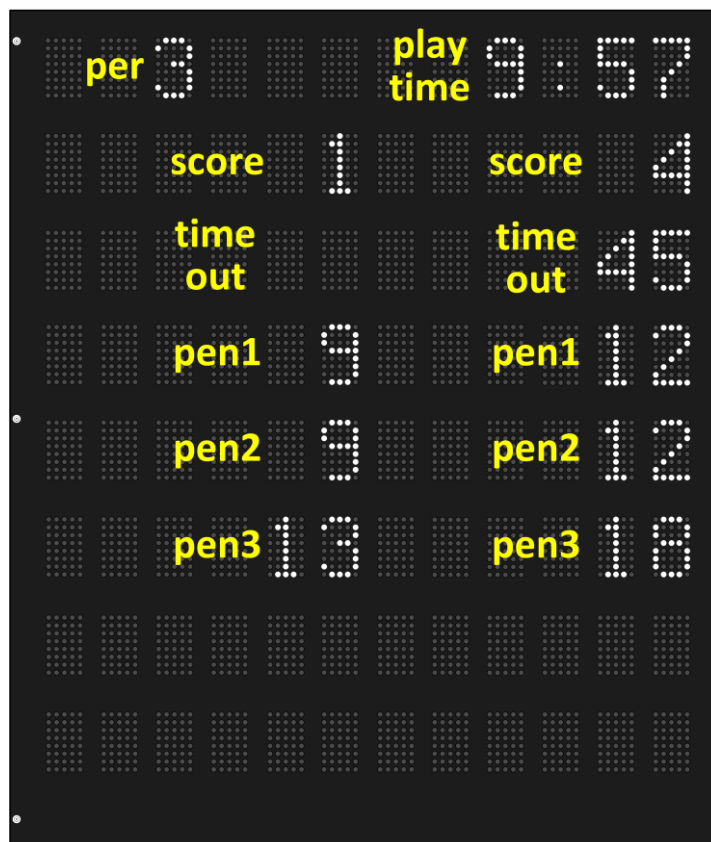 per 3 play time 9:57
score 1 score 4
time out time out 45
pen1 9 pen1 12
pen2 9 pen2 12
pen3 13 pen3 18